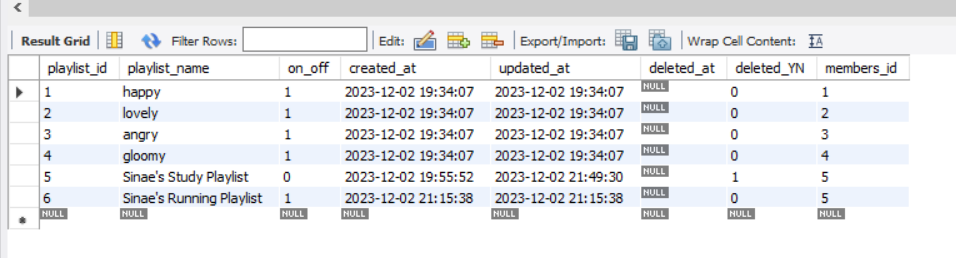 Result Grid Filter Rows: Edit: Export/Import: Wrap Cell Content: IA
playlist_id playlist_name on_off created_at updated_at deleted_at deleted_YN members_id
1 happy 1 2023-12-02 19:34:07 2023-12-02 19:34:07 NULL 0 1
2 lovely 1 2023-12-02 19:34:07 2023-12-02 19:34:07 NULL 0 2
3 angry 1 2023-12-02 19:34:07 2023-12-02 19:34:07 NULL 0 3
4 gloomy 1 2023-12-02 19:34:07 2023-12-02 19:34:07 NULL 0 4
5 Sinae's Study Playlist 0 2023-12-02 19:55:52 2023-12-02 21:49:30 NULL 1 5
6 Sinae's Running Playlist 1 2023-12-02 21:15:38 2023-12-02 21:15:38 NULL 0 5
NULL NULL NULL NULL NULL NULL NULL NULL